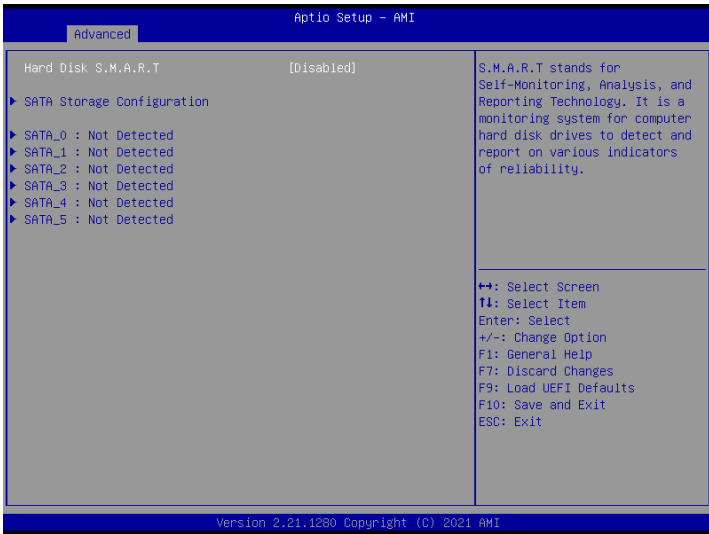 Aptio Setup – AMI
Advanced
Hard Disk S.M.A.R.T [Disabled]
SATA Storage Configuration
SATA_0 : Not Detected
SATA_1 : Not Detected
SATA_2 : Not Detected
SATA_3 : Not Detected
SATA_4 : Not Detected
SATA_5 : Not Detected
S.M.A.R.T stands for
Self-Monitoring, Analysis, and
Reporting Technology. It is a
monitoring system for computer
hard disk drives to detect and
report on various indicators
of reliability.
↔: Select Screen
↑↓: Select Item
Enter: Select
+/-: Change Option
F1: General Help
F7: Discard Changes
F9: Load UEFI Defaults
F10: Save and Exit
ESC: Exit
Version 2.21.1280 Copyright (C) 2021 AMI